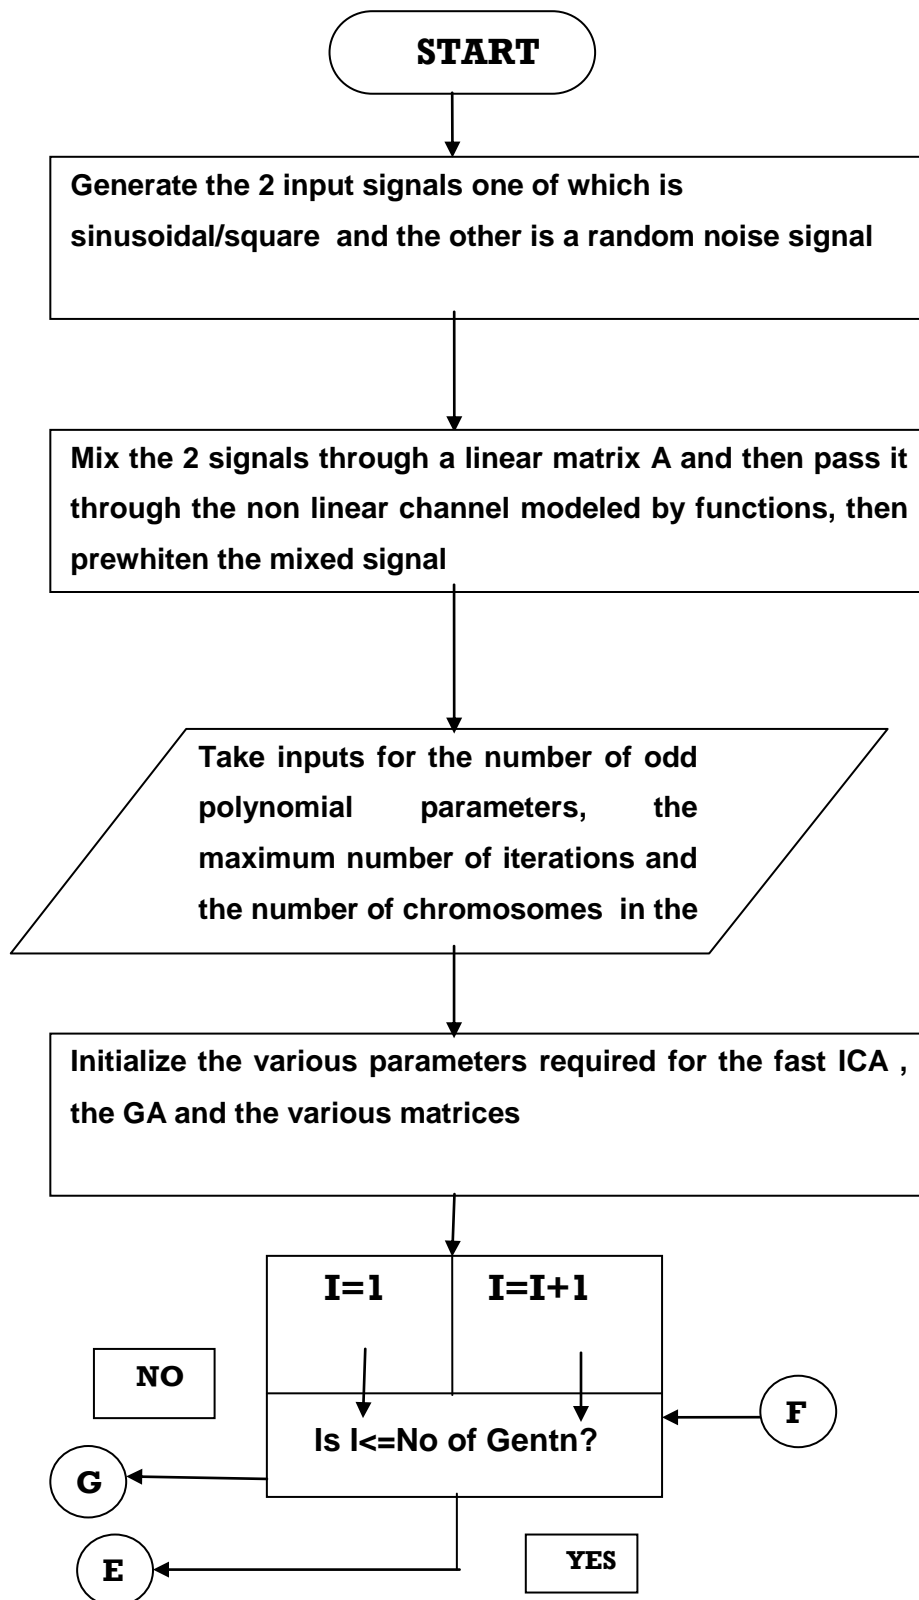 START
Generate the 2 input signals one of which is
sinusoidal/square and the other is a random noise signal
Mix the 2 signals through a linear matrix A and then pass it
through the non linear channel modeled by functions, then
prewhiten the mixed signal
Take inputs for the number of odd
polynomial parameters, the
maximum number of iterations and
the number of chromosomes in the
Initialize the various parameters required for the fast ICA ,
the GA and the various matrices
I=1 I=I+1
NO
F
Is I<=No of Gentn?
G
E
YES